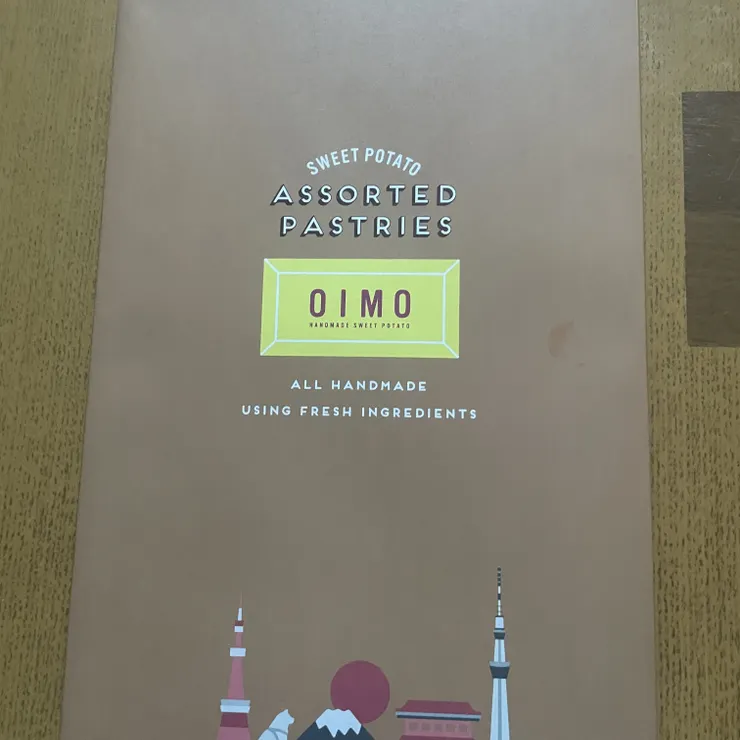 SWEET POTATO
ASSORTED
PASTRIES
OIMO
HANDMADE SWEET POTATO
ALL HANDMADE
USING FRESH INGREDIENTS